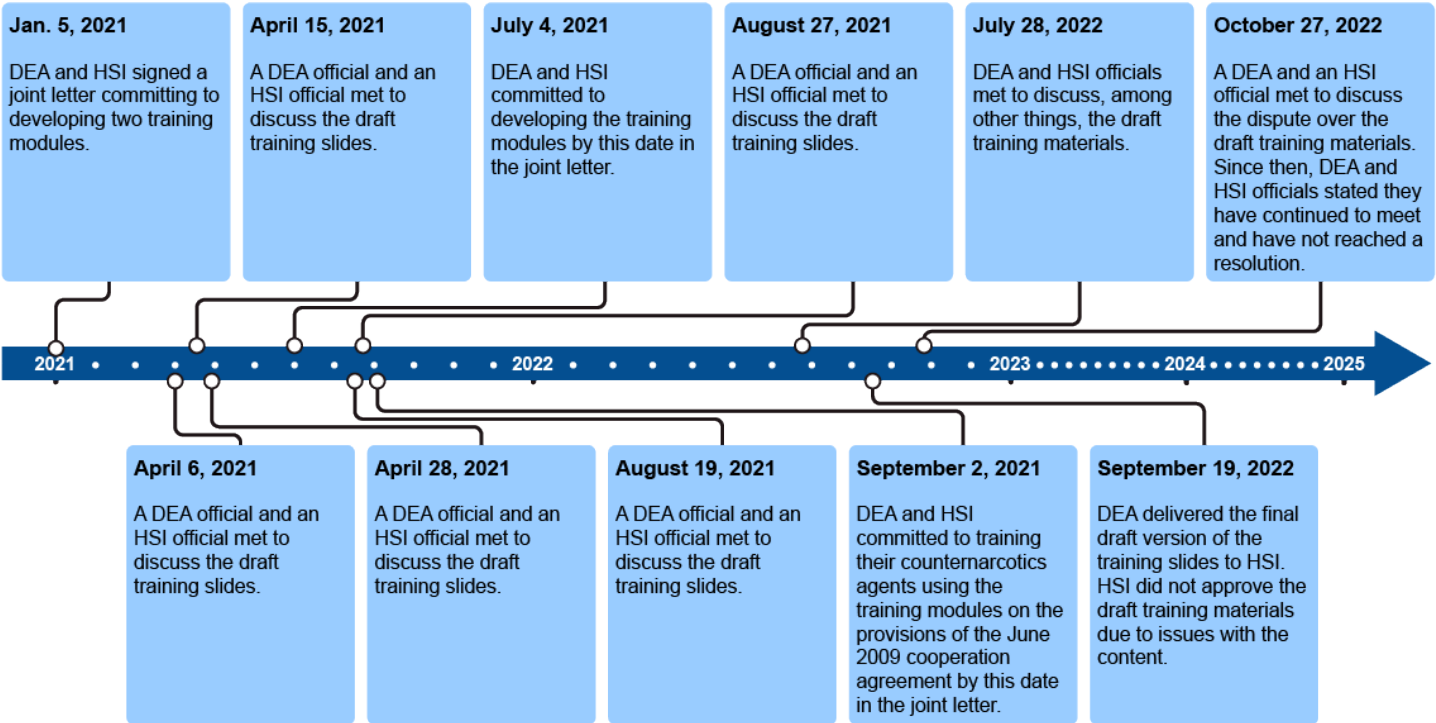 Jan. 5, 2021
DEA and HSI signed a
joint letter committing to
developing two training
modules.
April 15, 2021
A DEA official and an
HSI official met to
discuss the draft
training slides.
July 4, 2021
DEA and HSI
committed to
developing the training
modules by this date in
the joint letter.
August 27, 2021
A DEA official and an
HSI official met to
discuss the draft
training slides.
July 28, 2022
DEA and HSI officials
met to discuss, among
other things, the draft
training materials.
October 27, 2022
A DEA and an HSI
official met to discuss
the dispute over the
draft training materials.
Since then, DEA and
HSI officials stated they
have continued to meet
and have not reached a
resolution.
2021 2022 2023 2024 2025
April 6, 2021
A DEA official and an
HSI official met to
discuss the draft
training slides.
April 28, 2021
A DEA official and an
HSI official met to
discuss the draft
training slides.
August 19, 2021
A DEA official and an
HSI official met to
discuss the draft
training slides.
September 2, 2021
DEA and HSI
committed to training
their counternarcotics
agents using the
training modules on the
provisions of the June
2009 cooperation
agreement by this date
in the joint letter.
September 19, 2022
DEA delivered the final
draft version of the
training slides to HSI.
HSI did not approve the
draft training materials
due to issues with the
content.